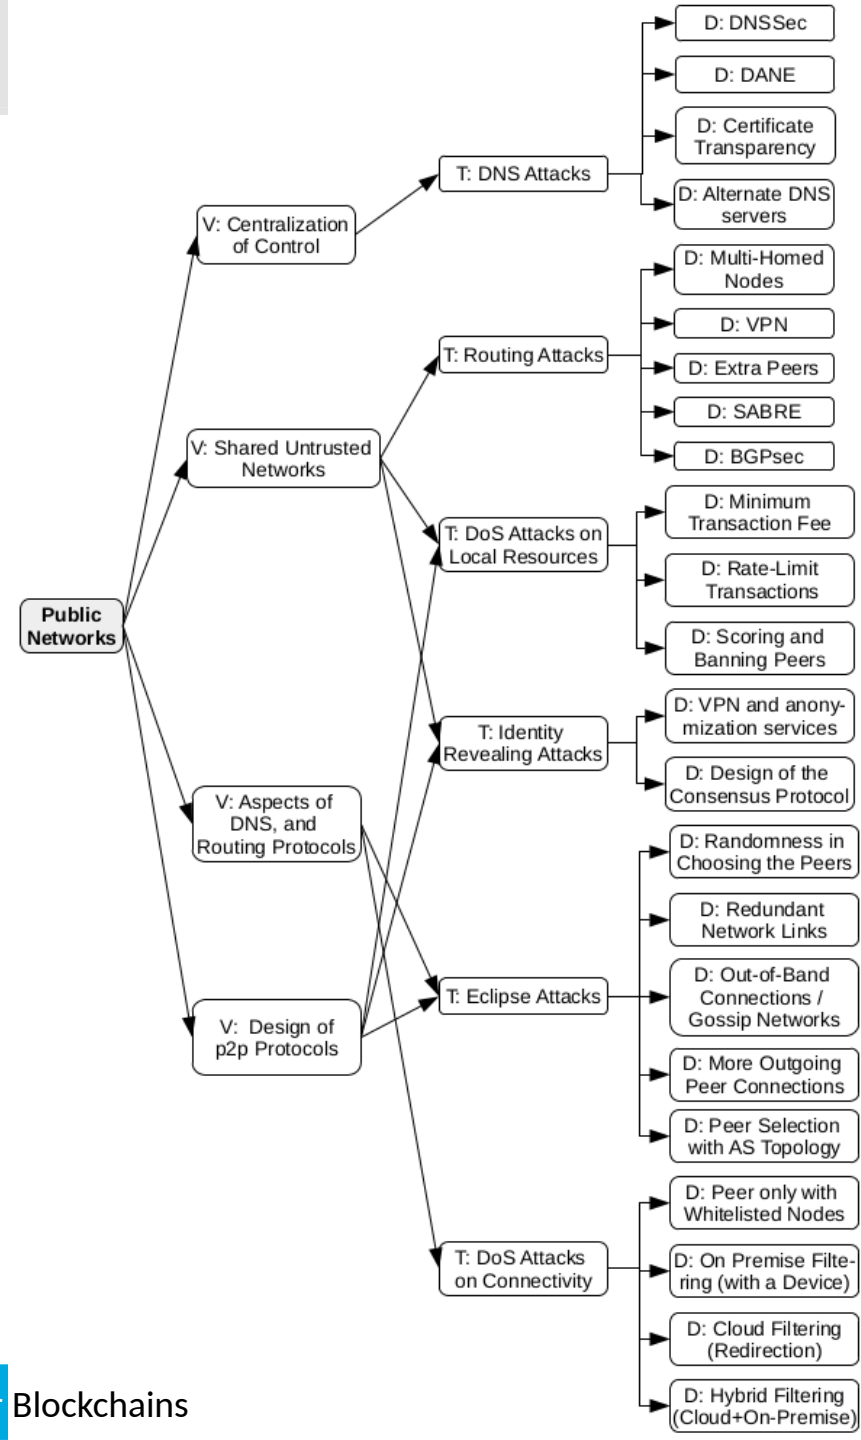 Public
Networks
V: Centralization
of Control
V: Shared Untrusted
Networks
V: Aspects of
DNS, and
Routing Protocols
V: Design of
p2p Protocols
T: DNS Attacks
T: Routing Attacks
T: DoS Attacks on
Local Resources
T: Identity
Revealing Attacks
T: Eclipse Attacks
T: DoS Attacks
on Connectivity
D: DNSSec
D: DANE
D: Certificate
Transparency
D: Alternate DNS
servers
D: Multi-Homed
Nodes
D: VPN
D: Extra Peers
D: SABRE
D: BGPsec
D: Minimum
Transaction Fee
D: Rate-Limit
Transactions
D: Scoring and
Banning Peers
D: VPN and anony-
mization services
D: Design of the
Consensus Protocol
D: Randomness in
Choosing the Peers
D: Redundant
Network Links
D: Out-of-Band
Connections /
Gossip Networks
D: More Outgoing
Peer Connections
D: Peer Selection
with AS Topology
D: Peer only with
Whitelisted Nodes
D: On Premise Filte-
ring (with a Device)
D: Cloud Filtering
(Redirection)
D: Hybrid Filtering
(Cloud+On-Premise)
Blockchains